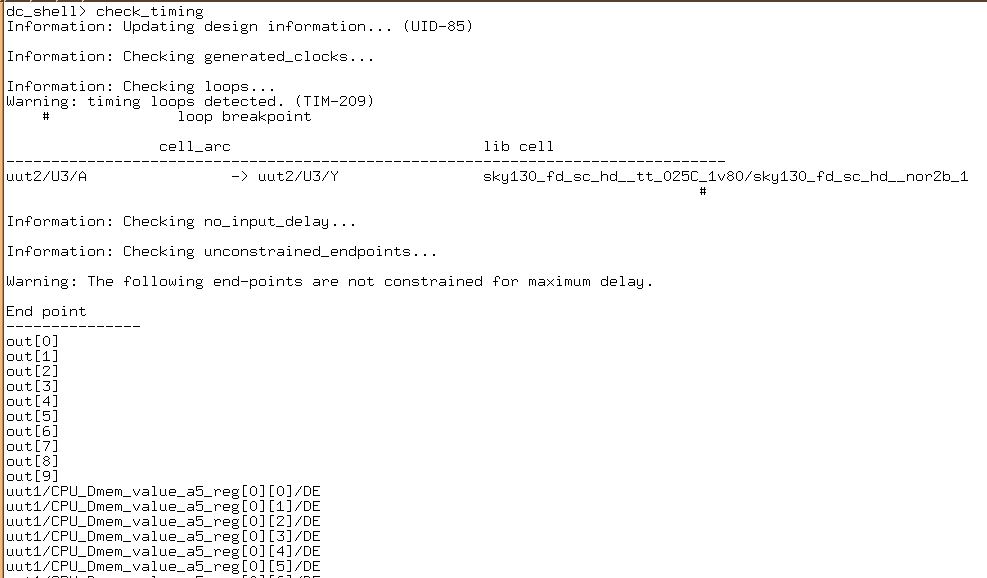 dc_shell> check_timing
Information: Updating design information... (UID-85)
Information: Checking generated_clocks...
Information: Checking loops...
Warning: timing loops detected. (TIM-209)
# loop breakpoint
cell_arc lib cell
--------------------------------------------------------------------------------
uut2/U3/A -> uut2/U3/Y sky130_fd_sc_hd__tt_025C_1v80/sky130_fd_sc_hd__nor2b_1
#
Information: Checking no_input_delay...
Information: Checking unconstrained_endpoints...
Warning: The following end-points are not constrained for maximum delay.
End point
---------------
out[0]
out[1]
out[2]
out[3]
out[4]
out[5]
out[6]
out[7]
out[8]
out[9]
uut1/CPU_Dmem_value_a5_reg[0][0]/DE
uut1/CPU_Dmem_value_a5_reg[0][1]/DE
uut1/CPU_Dmem_value_a5_reg[0][2]/DE
uut1/CPU_Dmem_value_a5_reg[0][3]/DE
uut1/CPU_Dmem_value_a5_reg[0][4]/DE
uut1/CPU_Dmem_value_a5_reg[0][5]/DE